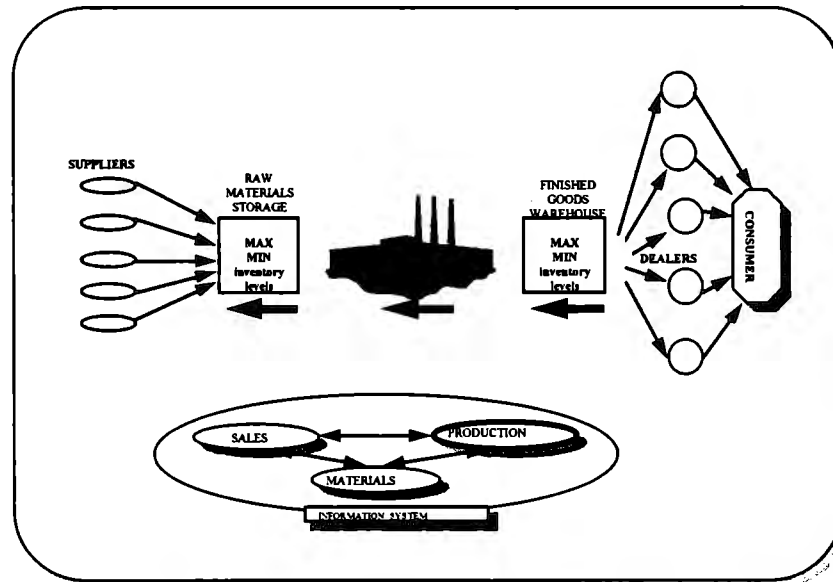 SUPPLIERS
RAW
MATERIALS
STORAGE
MAX
MIN
inventory
levels
FINISHED
GOODS
WAREHOUSE
MAX
MIN
inventory
levels
DEALERS
CONSUMER
SALES
PRODUCTION
MATERIALS
INFORMATION SYSTEM